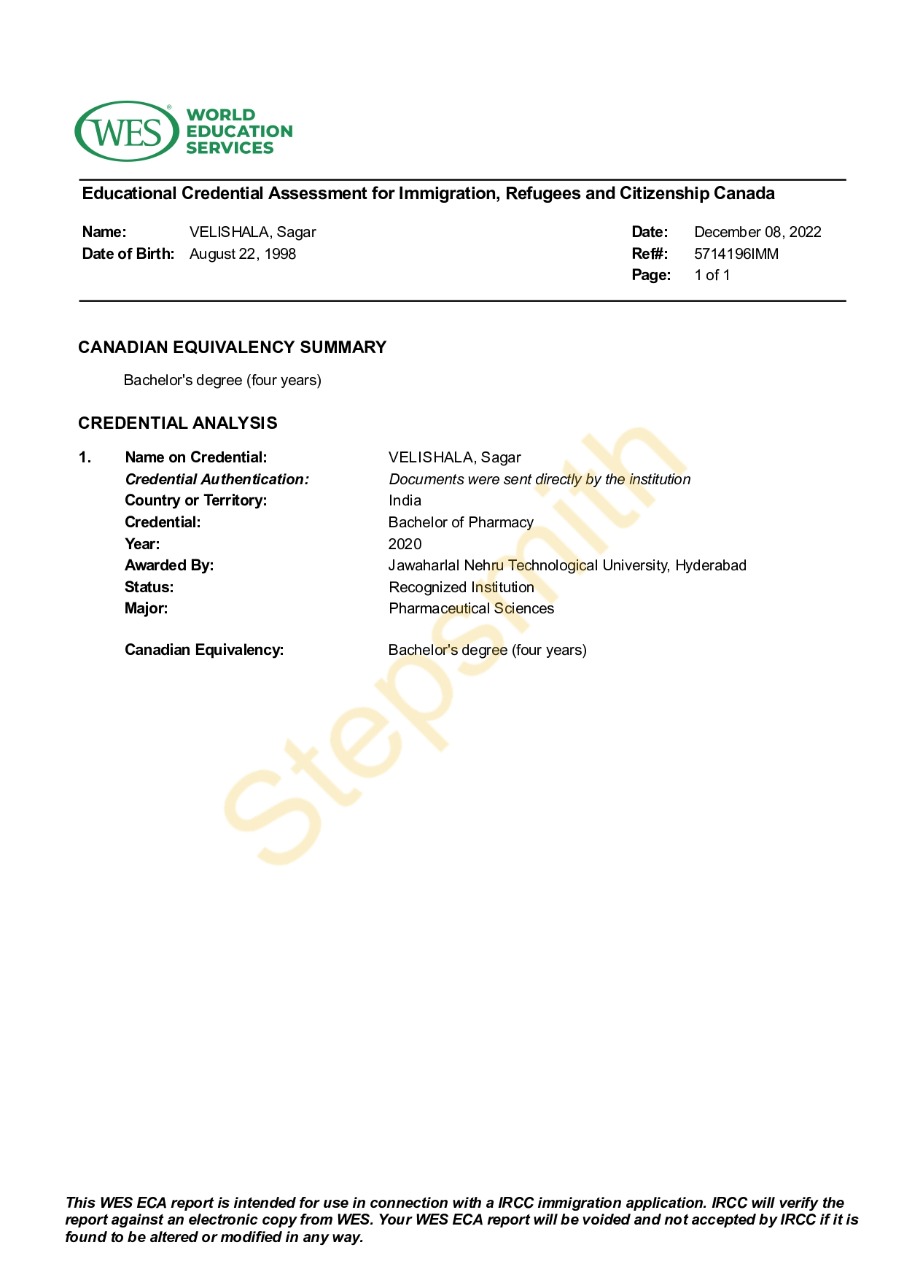 WES® WORLD
EDUCATION
SERVICES
Educational Credential Assessment for Immigration, Refugees and Citizenship Canada
Name: VELISHALA, Sagar Date: December 08, 2022
Date of Birth: August 22, 1998 Ref#: 5714196IMM
Page: 1 of 1
CANADIAN EQUIVALENCY SUMMARY
Bachelor's degree (four years)
CREDENTIAL ANALYSIS
1. Name on Credential: VELISHALA, Sagar
Credential Authentication: Documents were sent directly by the institution
Country or Territory: India
Credential: Bachelor of Pharmacy
Year: 2020
Awarded By: Jawaharlal Nehru Technological University, Hyderabad
Status: Recognized Institution
Major: Pharmaceutical Sciences
Canadian Equivalency: Bachelor's degree (four years)
Stepsmith
This WES ECA report is intended for use in connection with a IRCC immigration application. IRCC will verify the
report against an electronic copy from WES. Your WES ECA report will be voided and not accepted by IRCC if it is
found to be altered or modified in any way.